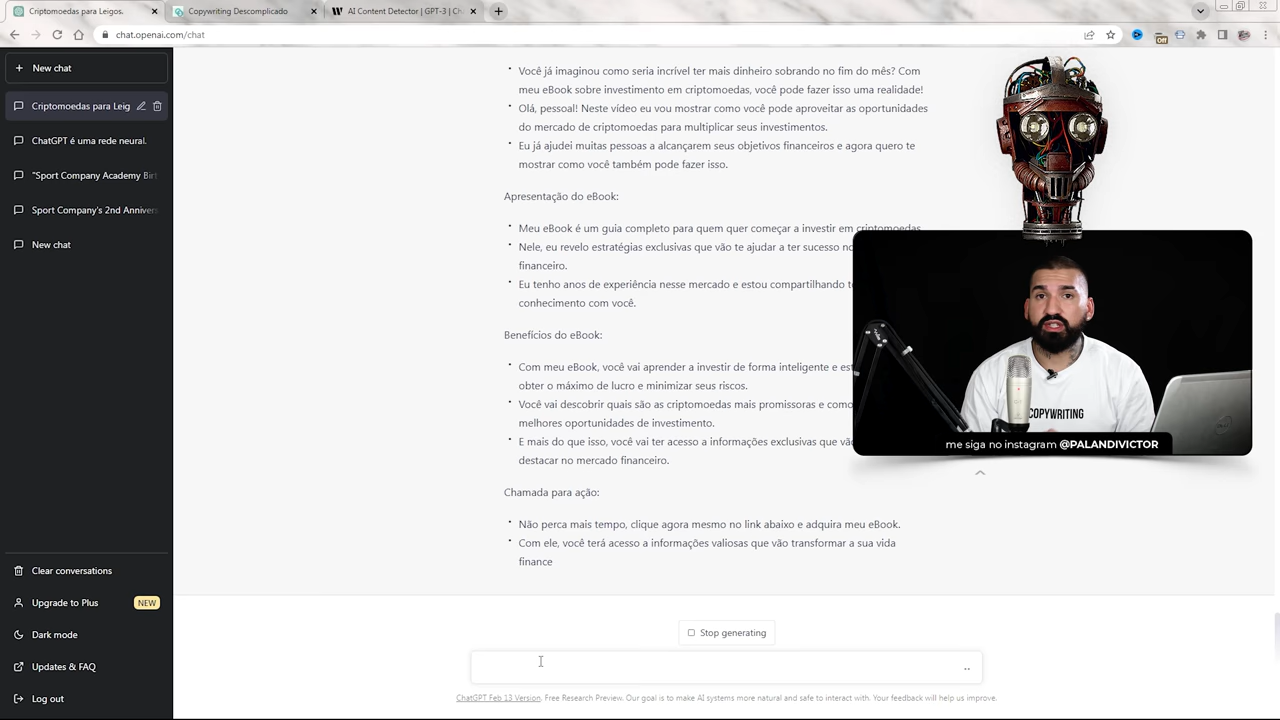 Criptomoedas para Leigos.
Copywriting Descomplicado
AI Content Detector | GPT-3 | Ch
chat.openai.com/chat
Off
New chat
Criptomoedas para Leig
ChatGPT é uma rede neural.
"Sport Company Academy Birt
Sport Company's 2nd Annivers
New chat
Clear conversations
Upgrade to Plus NEW
Dark mode
Updates & FAQ
Log out
• Você já imaginou como seria incrível ter mais dinheiro sobrando no fim do mês? Com
meu eBook sobre investimento em criptomoedas, você pode fazer isso uma realidade!
• Olá, pessoal! Neste vídeo eu vou mostrar como você pode aproveitar as oportunidades
do mercado de criptomoedas para multiplicar seus investimentos.
• Eu já ajudei muitas pessoas a alcançarem seus objetivos financeiros e agora quero te
mostrar como você também pode fazer isso.
Apresentação do eBook:
• Meu eBook é um guia completo para quem quer começar a investir em criptomoedas.
• Nele, eu revelo estratégias exclusivas que vão te ajudar a ter sucesso no
financeiro.
• Eu tenho anos de experiência nesse mercado e estou compartilhando
conhecimento com você.
Benefícios do eBook:
• Com meu eBook, você vai aprender a investir de forma inteligente e
obter o máximo de lucro e minimizar seus riscos.
• Você vai descobrir quais são as criptomoedas mais promissoras e como
melhores oportunidades de investimento.
• E mais do que isso, você vai ter acesso a informações exclusivas que
destacar no mercado financeiro.
Chamada para ação:
• Não perca mais tempo, clique agora mesmo no link abaixo e adquira meu eBook.
• Com ele, você terá acesso a informações valiosas que vão transformar a sua vida
finance
COPYWRITING
me siga no instagram @PALANDIVICTOR
Stop generating
ChatGPT Feb 13 Version. Free Research Preview. Our goal is to make AI systems more natural and safe to interact with. Your feedback will help us improve.